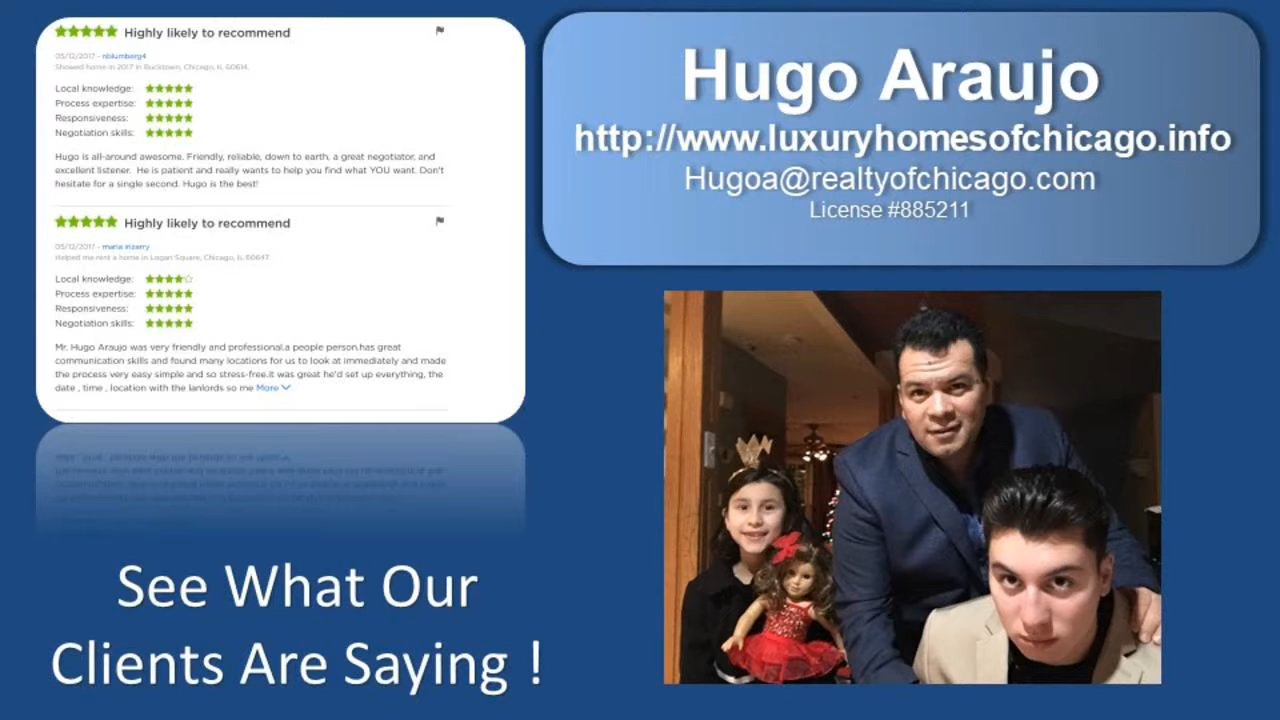 Highly likely to recommend
05/12/2017 - nblumberg4
Showed home in 2017 in Bucktown, Chicago, IL 60614.
Local knowledge:
Process expertise:
Responsiveness:
Negotiation skills:
Hugo is all-around awesome. Friendly, reliable, down to earth, a great negotiator, and
excellent listener.  He is patient and really wants to help you find what YOU want. Don't
hesitate for a single second. Hugo is the best!
Highly likely to recommend
05/12/2017 - maria irizarry
Helped me rent a home in Logan Square, Chicago, IL 60647.
Local knowledge:
Process expertise:
Responsiveness:
Negotiation skills:
Mr. Hugo Araujo was very friendly and professional,a people person,has great
communication skills and found many locations for us to look at immediately and made
the process very easy simple and so stress-free.it was great he'd set up everything, the
date , time , location with the lanlords so me More
See What Our
Clients Are Saying !
Hugo Araujo
http://www.luxuryhomesofchicago.info
Hugoa@realtyofchicago.com
License #885211